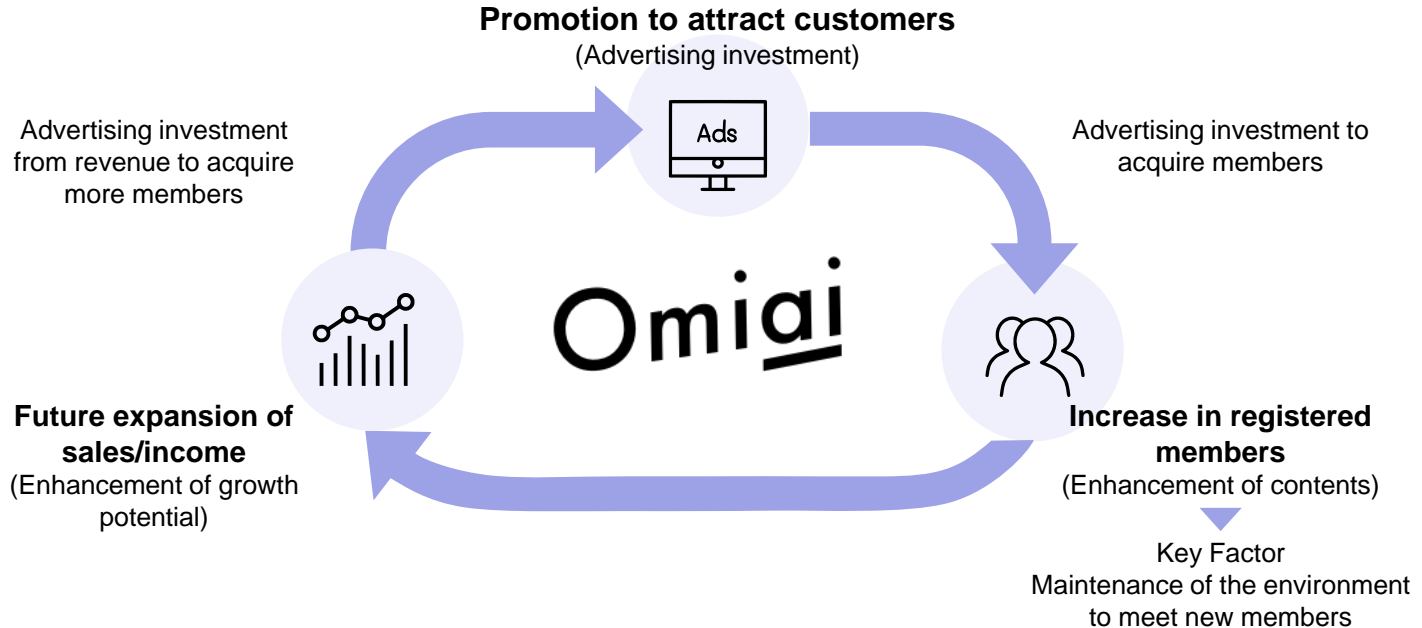 Promotion to attract customers
(Advertising investment)
Ads
Advertising investment
from revenue to acquire
more members
Advertising investment to
acquire members
Omiai
Future expansion of
sales/income
(Enhancement of growth
potential)
Increase in registered
members
(Enhancement of contents)
Key Factor
Maintenance of the environment
to meet new members